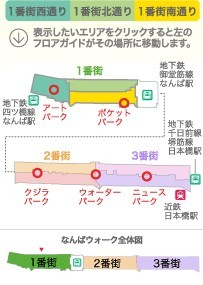 1番街西通り 1番街北通り 1番街南通り
表示したいエリアをクリックすると左の
フロアガイドがその場所に移動します。
1番街
地下鉄
御堂筋線
なんば駅
地下鉄
四ツ橋線
なんば駅
アート
パーク
ポケット
パーク
地下鉄
千日前線
堺筋線
日本橋駅
2番街
3番街
クジラ
パーク
ウォーター
パーク
ニュース
パーク
近鉄
日本橋駅
なんばウォーク全体図
1番街
2番街
3番街